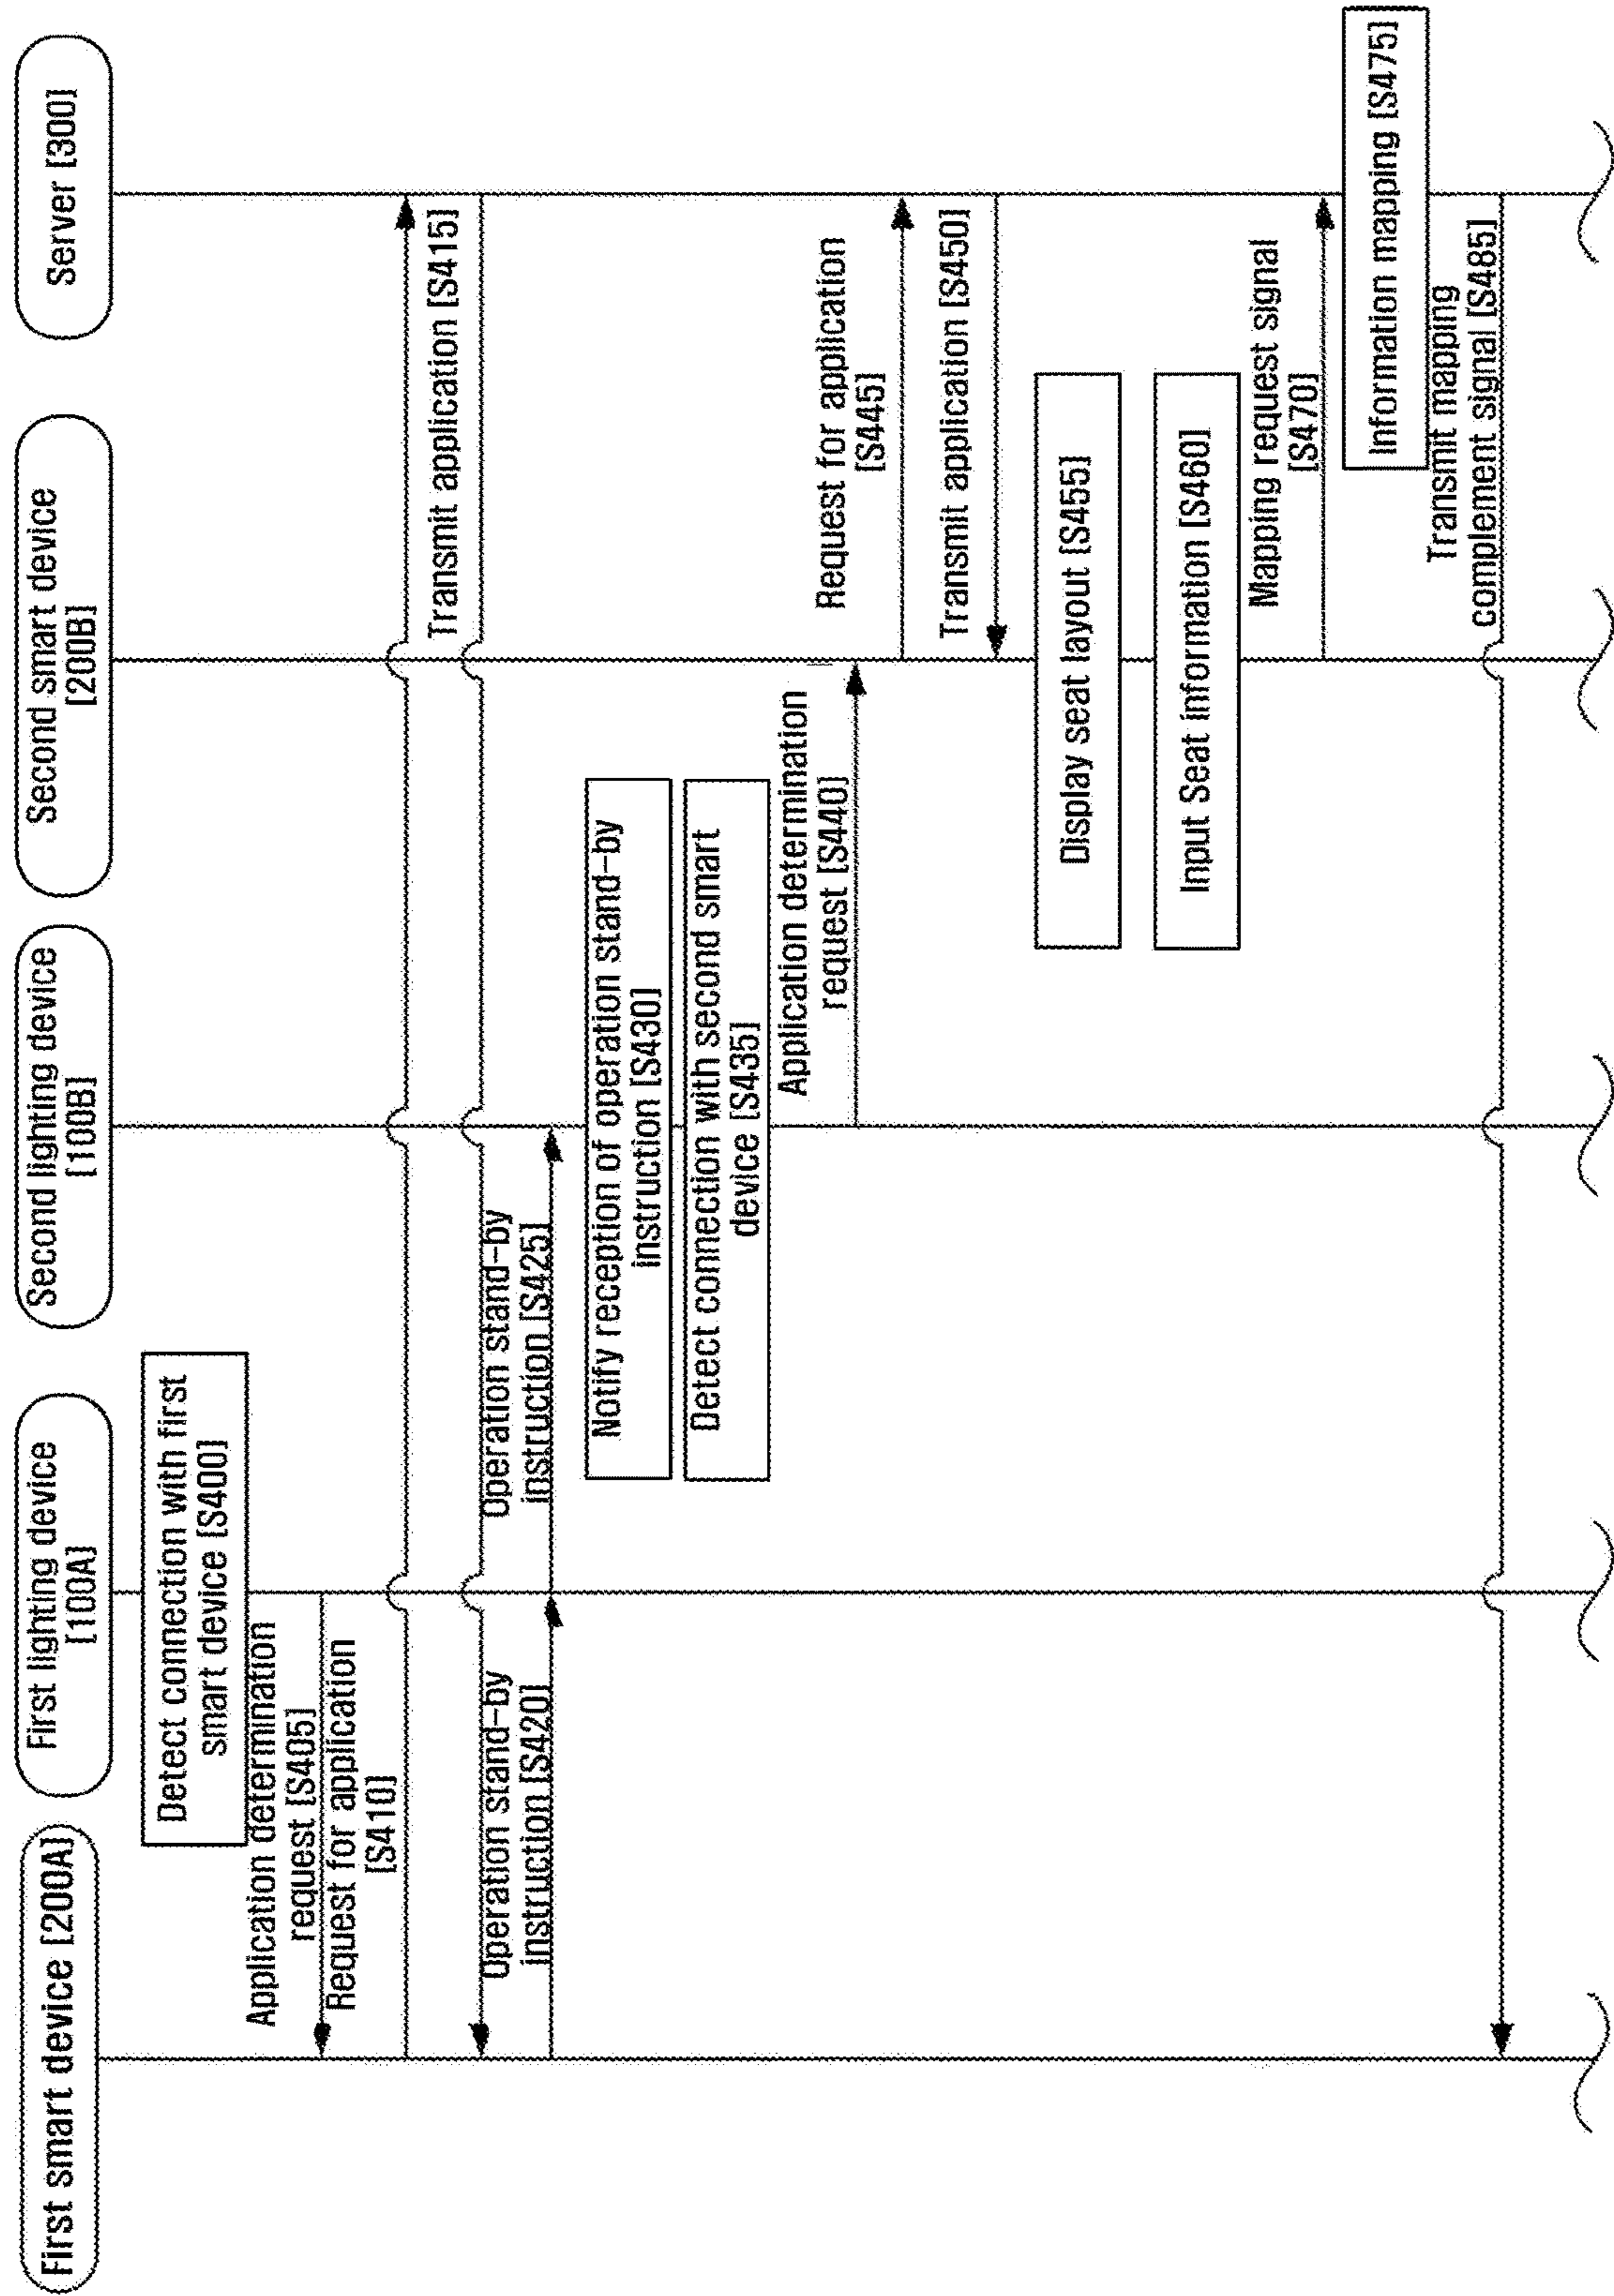 First smart device [200A]
First lighting device
[100A]
Second lighting device
[100B]
Second smart device
[200B]
Server [300]
Detect connection with first
smart device [S400]
Application determination
request [S405]
Request for application
[S410]
Transmit application [S415]
Operation stand-by
instruction [S420]
Operation stand-by
instruction [S425]
Notify reception of operation stand-by
instruction [S430]
Detect connection with second smart
device [S435]
Application determination
request [S440]
Request for application
[S445]
Transmit application [S450]
Display seat layout [S455]
Input Seat information [S460]
Mapping request signal
[S470]
Information mapping [S475]
Transmit mapping
complement signal [S485]